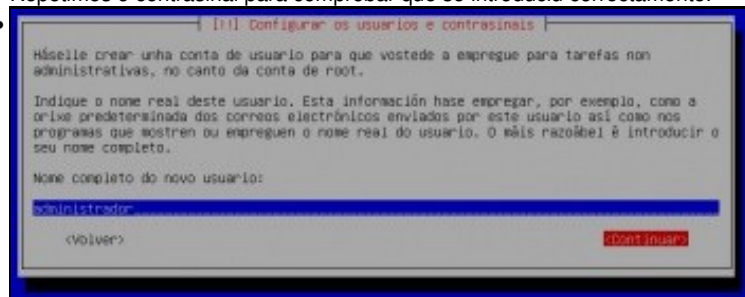 Repetimos o contrasinal para comprobar que se introduciu correctamente.
[!!] Configurar os usuarios e contrasinais
Háselle crear unha conta de usuario para que vostede a empregue para tarefas non
administrativas, no canto da conta de root.
Indique o nome real deste usuario. Esta información hase empregar, por exemplo, como a
orixe predeterminada dos correos electrónicos enviados por este usuario así como nos
programas que mostren ou empreguen o nome real do usuario. O máis razoábel é introducir o
seu nome completo.
Nome completo do novo usuario:
administrador
<Volver>
<Continuar>